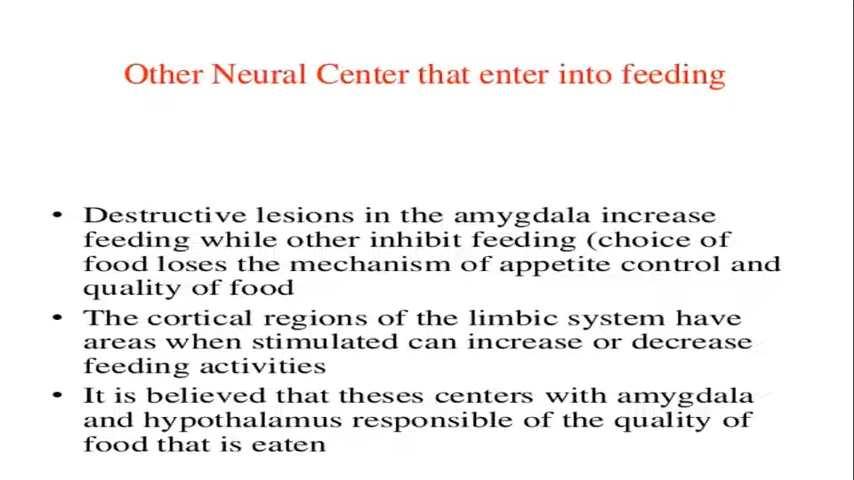 Other Neural Center that enter into feeding
• Destructive lesions in the amygdala increase
feeding while other inhibit feeding (choice of
food loses the mechanism of appetite control and
quality of food
• The cortical regions of the limbic system have
areas when stimulated can increase or decrease
feeding activities
• It is believed that theses centers with amygdala
and hypothalamus responsible of the quality of
food that is eaten